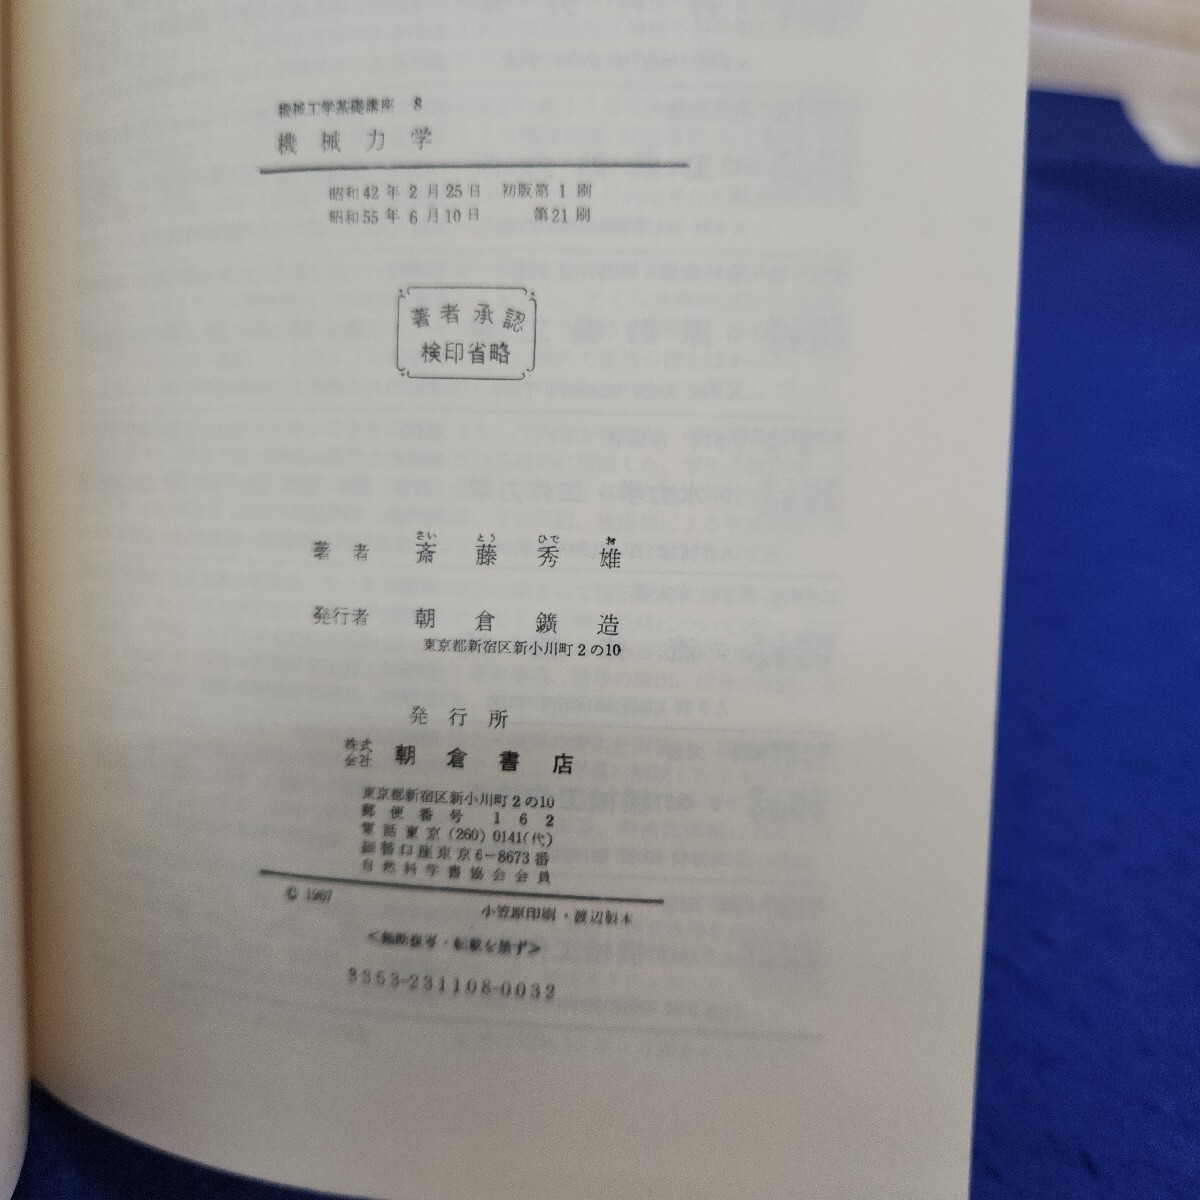 機械工学基礎講座 8
機械力学
昭和42年2月25日 初版第1刷
昭和55年6月10日 第21刷
著者承認
検印省略
さい とう ひで お
著者 斎藤秀雄
発行者 朝倉鑛造
東京都新宿区新小川町2の10
発行所
株式会社 朝倉書店
東京都新宿区新小川町2の10
郵便番号 162
電話東京(260)0141(代)
振替口座東京6-8673番
自然科学書協会会員
© 1967
小笠原印刷・渡辺製本
<無断複写・転載を禁ず>
3353-231108-0032